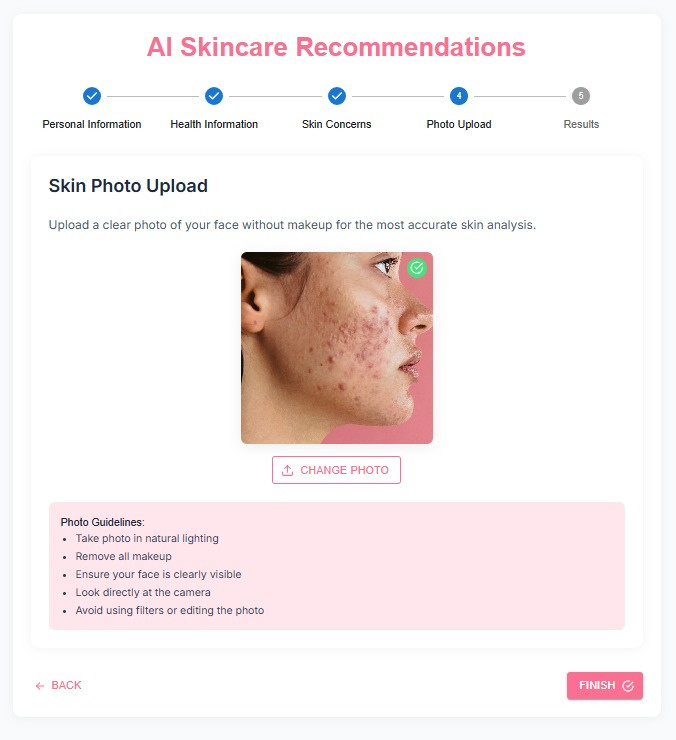 AI Skincare Recommendations
4
5
Personal Information
Health Information
Skin Concerns
Photo Upload
Results
Skin Photo Upload
Upload a clear photo of your face without makeup for the most accurate skin analysis.
CHANGE PHOTO
Photo Guidelines:
• Take photo in natural lighting
• Remove all makeup
• Ensure your face is clearly visible
• Look directly at the camera
• Avoid using filters or editing the photo
← BACK
FINISH